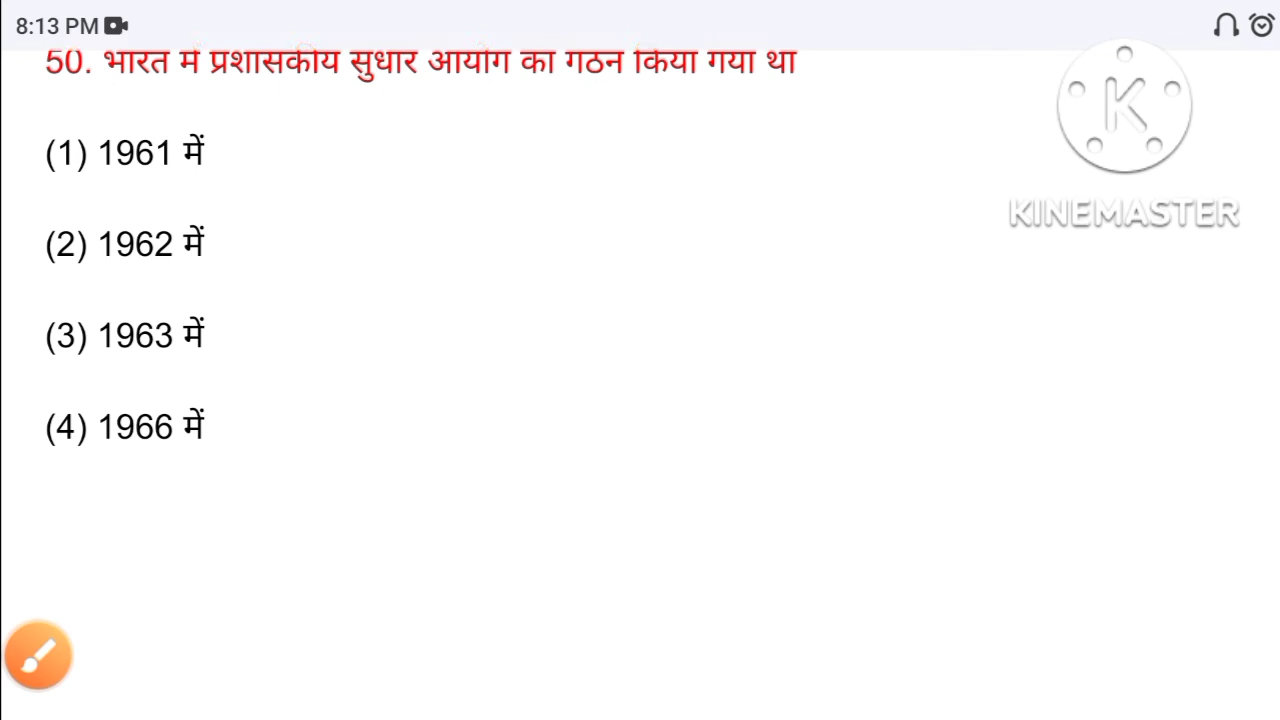 8:13 PM
50. भारत में प्रशासकीय सुधार आयोग का गठन किया गया था
K
KINEMASTER
(1) 1961 में
(2) 1962 में
(3) 1963 में
(4) 1966 में